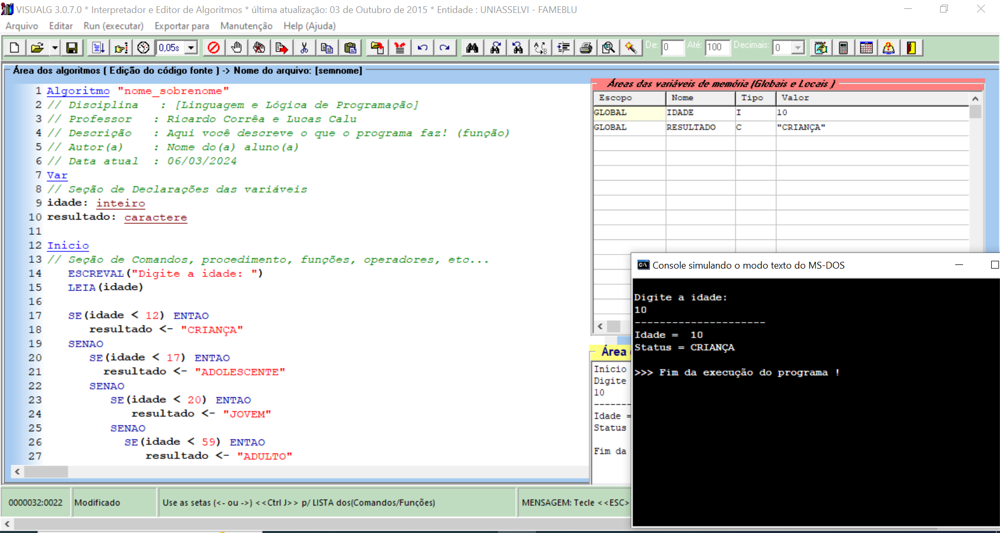 VISUALG 3.0.7.0 * Interpretador e Editor de Algoritmos * última atualização: 03 de Outubro de 2015 * Entidade : UNIASSELVI - FAMEBLU
Arquivo Editar Run (executar) Exportar para Manutenção Help (Ajuda)
0,05s De: 0 Até: 100 Decimais: 0
Área dos algoritmos ( Edição do código fonte ) -> Nome do arquivo: [semnome]
1 Algoritmo "nome_sobrenome"
2 // Disciplina   : [Linguagem e Lógica de Programação]
3 // Professor   : Ricardo Corrêa e Lucas Calu
4 // Descrição   : Aqui você descreve o que o programa faz! (função)
5 // Autor(a)    : Nome do(a) aluno(a)
6 // Data atual  : 06/03/2024
7 Var
8 // Seção de Declarações das variáveis
9 idade: inteiro
10 resultado: caractere
11
12 Inicio
13 // Seção de Comandos, procedimento, funções, operadores, etc...
14 ESCREVAL("Digite a idade: ")
15 LEIA(idade)
16
17 SE(idade < 12) ENTAO
18 resultado <- "CRIANÇA"
19 SENAO
20 SE(idade < 17) ENTAO
21 resultado <- "ADOLESCENTE"
22 SENAO
23 SE(idade < 20) ENTAO
24 resultado <- "JOVEM"
25 SENAO
26 SE(idade < 59) ENTAO
27 resultado <- "ADULTO"
Áreas das variáveis de memória (Globais e Locais )
Escopo Nome Tipo Valor
GLOBAL IDADE I 10
GLOBAL RESULTADO C "CRIANÇA"
Área
Início
Digite
10
------
Idade =
Status
Fim da
Console simulando o modo texto do MS-DOS
Digite a idade:
10
---------------------
Idade =  10
Status = CRIANÇA
>>> Fim da execução do programa !
0000032:0022 Modificado Use as setas (<- ou ->) <<Ctrl J>> p/ LISTA dos(Comandos/Funções) MENSAGEM: Tecle <<ESC>